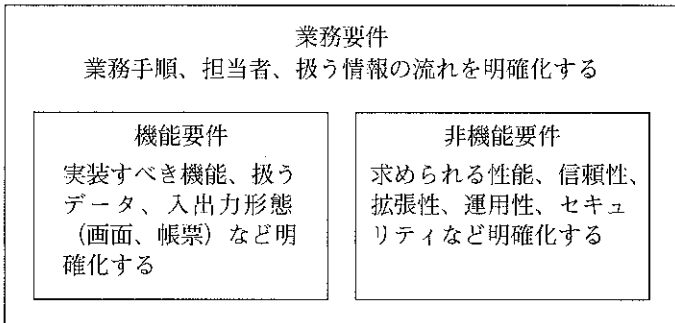 業務要件
業務手順、担当者、扱う情報の流れを明確化する
機能要件
実装すべき機能、扱う
データ、入出力形態
（画面、帳票）など明
確化する
非機能要件
求められる性能、信頼性、
拡張性、運用性、セキュ
リティなど明確化する